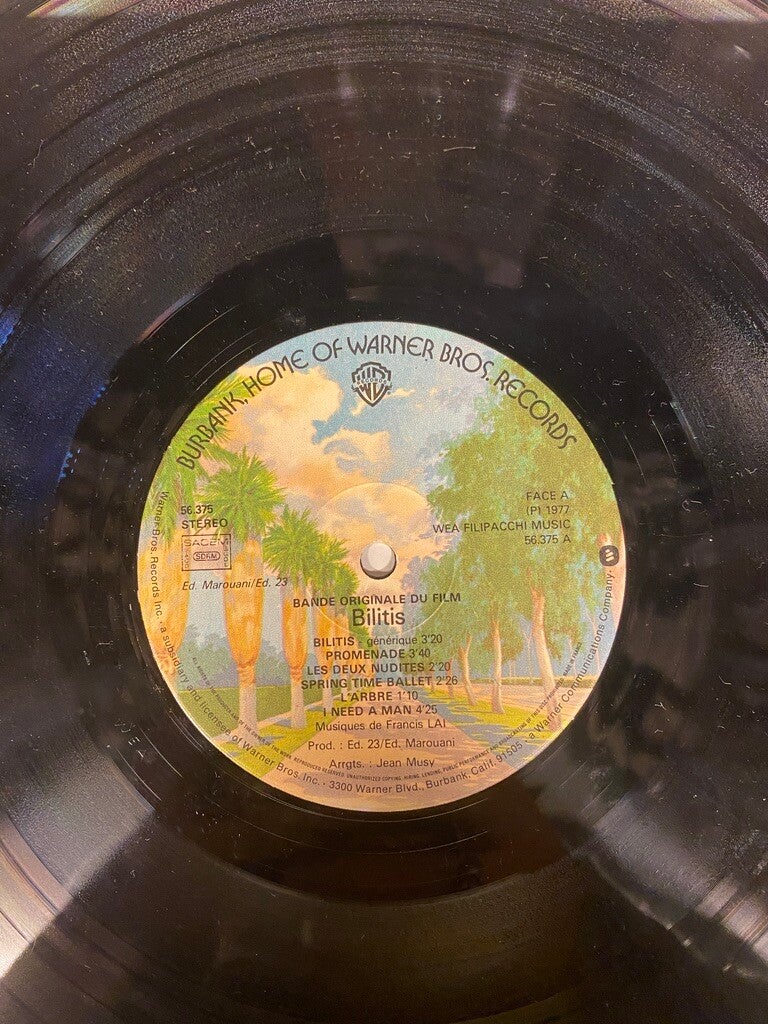 BURBANK, HOME OF WARNER BROS. RECORDS
W RECORDS
56.375
STEREO
SACEM
SDRM
Ed. Marouani/Ed. 23
FACE A
(P) 1977
WEA FILIPACCHI MUSIC
56.375 A
BANDE ORIGINALE DU FILM
Bilitis
BILITIS - générique 3'20
PROMENADE 3'40
LES DEUX NUDITES 2'20
SPRING TIME BALLET 2'26
L'ARBRE 1'10
I NEED A MAN 4'25
Musiques de Francis LAI
Prod. : Ed. 23/Ed. Marouani
Arrgts. : Jean Musy
Warner Bros. Records Inc. · a subsidiary and licensee of Warner Bros. Inc. · 3300 Warner Blvd., Burbank, Calif. 91505 · a Warner Communications Company ·